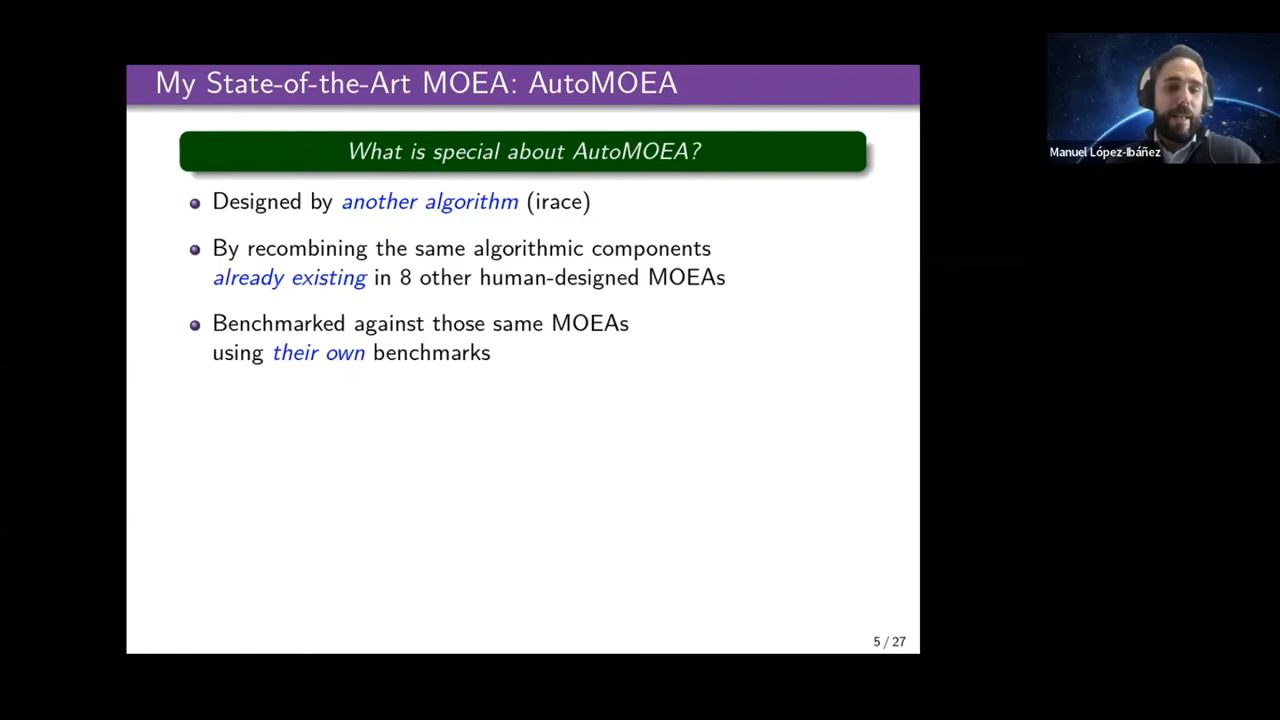 My State-of-the-Art MOEA: AutoMOEA
What is special about AutoMOEA?
Designed by another algorithm (irace)
By recombining the same algorithmic components
already existing in 8 other human-designed MOEAs
Benchmarked against those same MOEAs
using their own benchmarks
5 / 27
Manuel López-Ibáñez